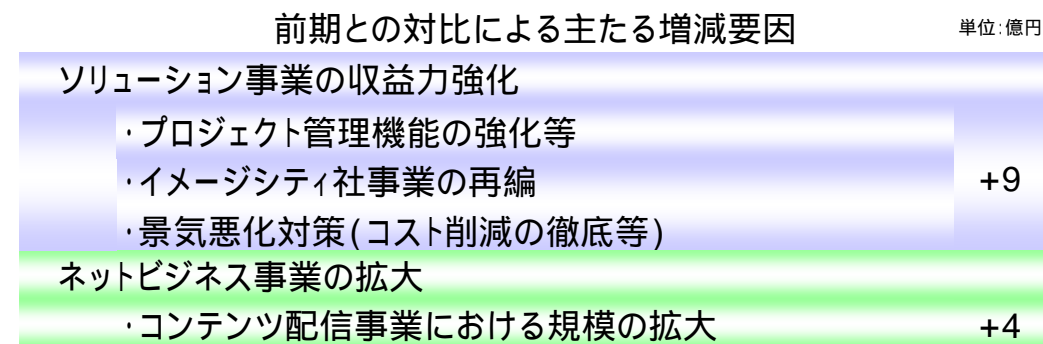 前期との対比による主たる増減要因 単位:億円
ソリューション事業の収益力強化
・プロジェクト管理機能の強化等
・イメージシティ社事業の再編 +9
・景気悪化対策(コスト削減の徹底等)
ネットビジネス事業の拡大
・コンテンツ配信事業における規模の拡大 +4